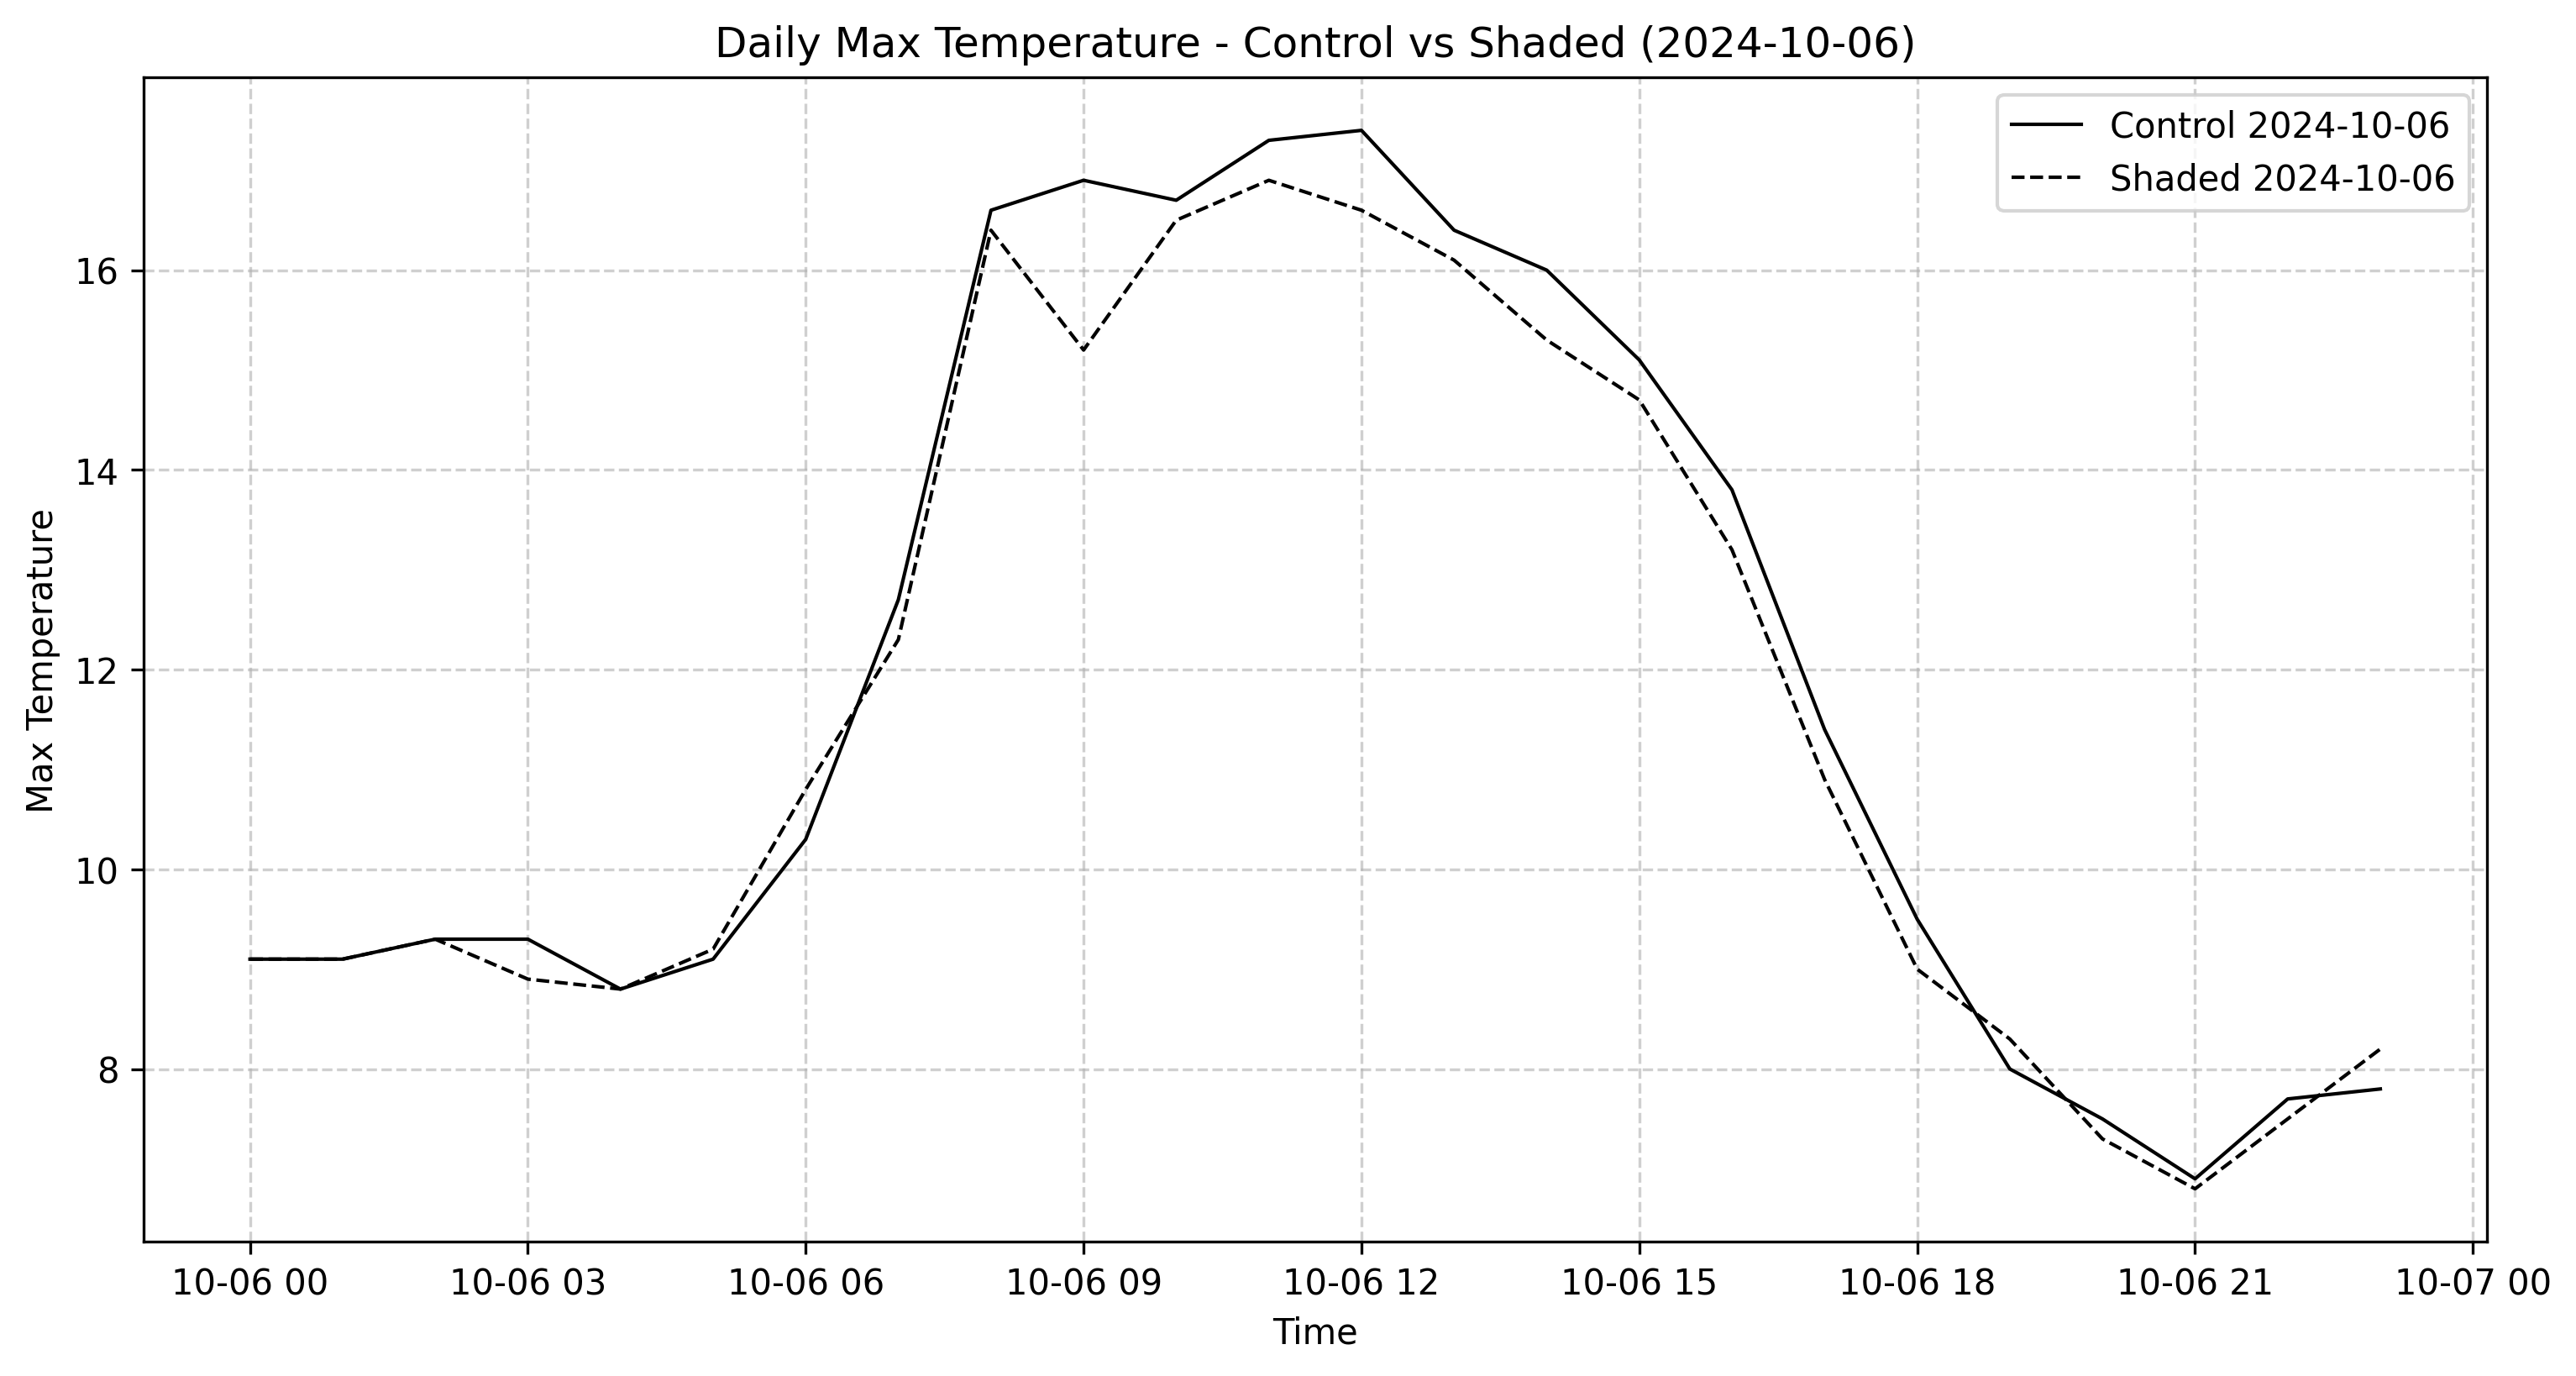 Daily Max Temperature - Control vs Shaded (2024-10-06)
Control 2024-10-06
Shaded 2024-10-06
Max Temperature
16
14
12
10
8
10-06 00 10-06 03 10-06 06 10-06 09 10-06 12 10-06 15 10-06 18 10-06 21 10-07 00
Time